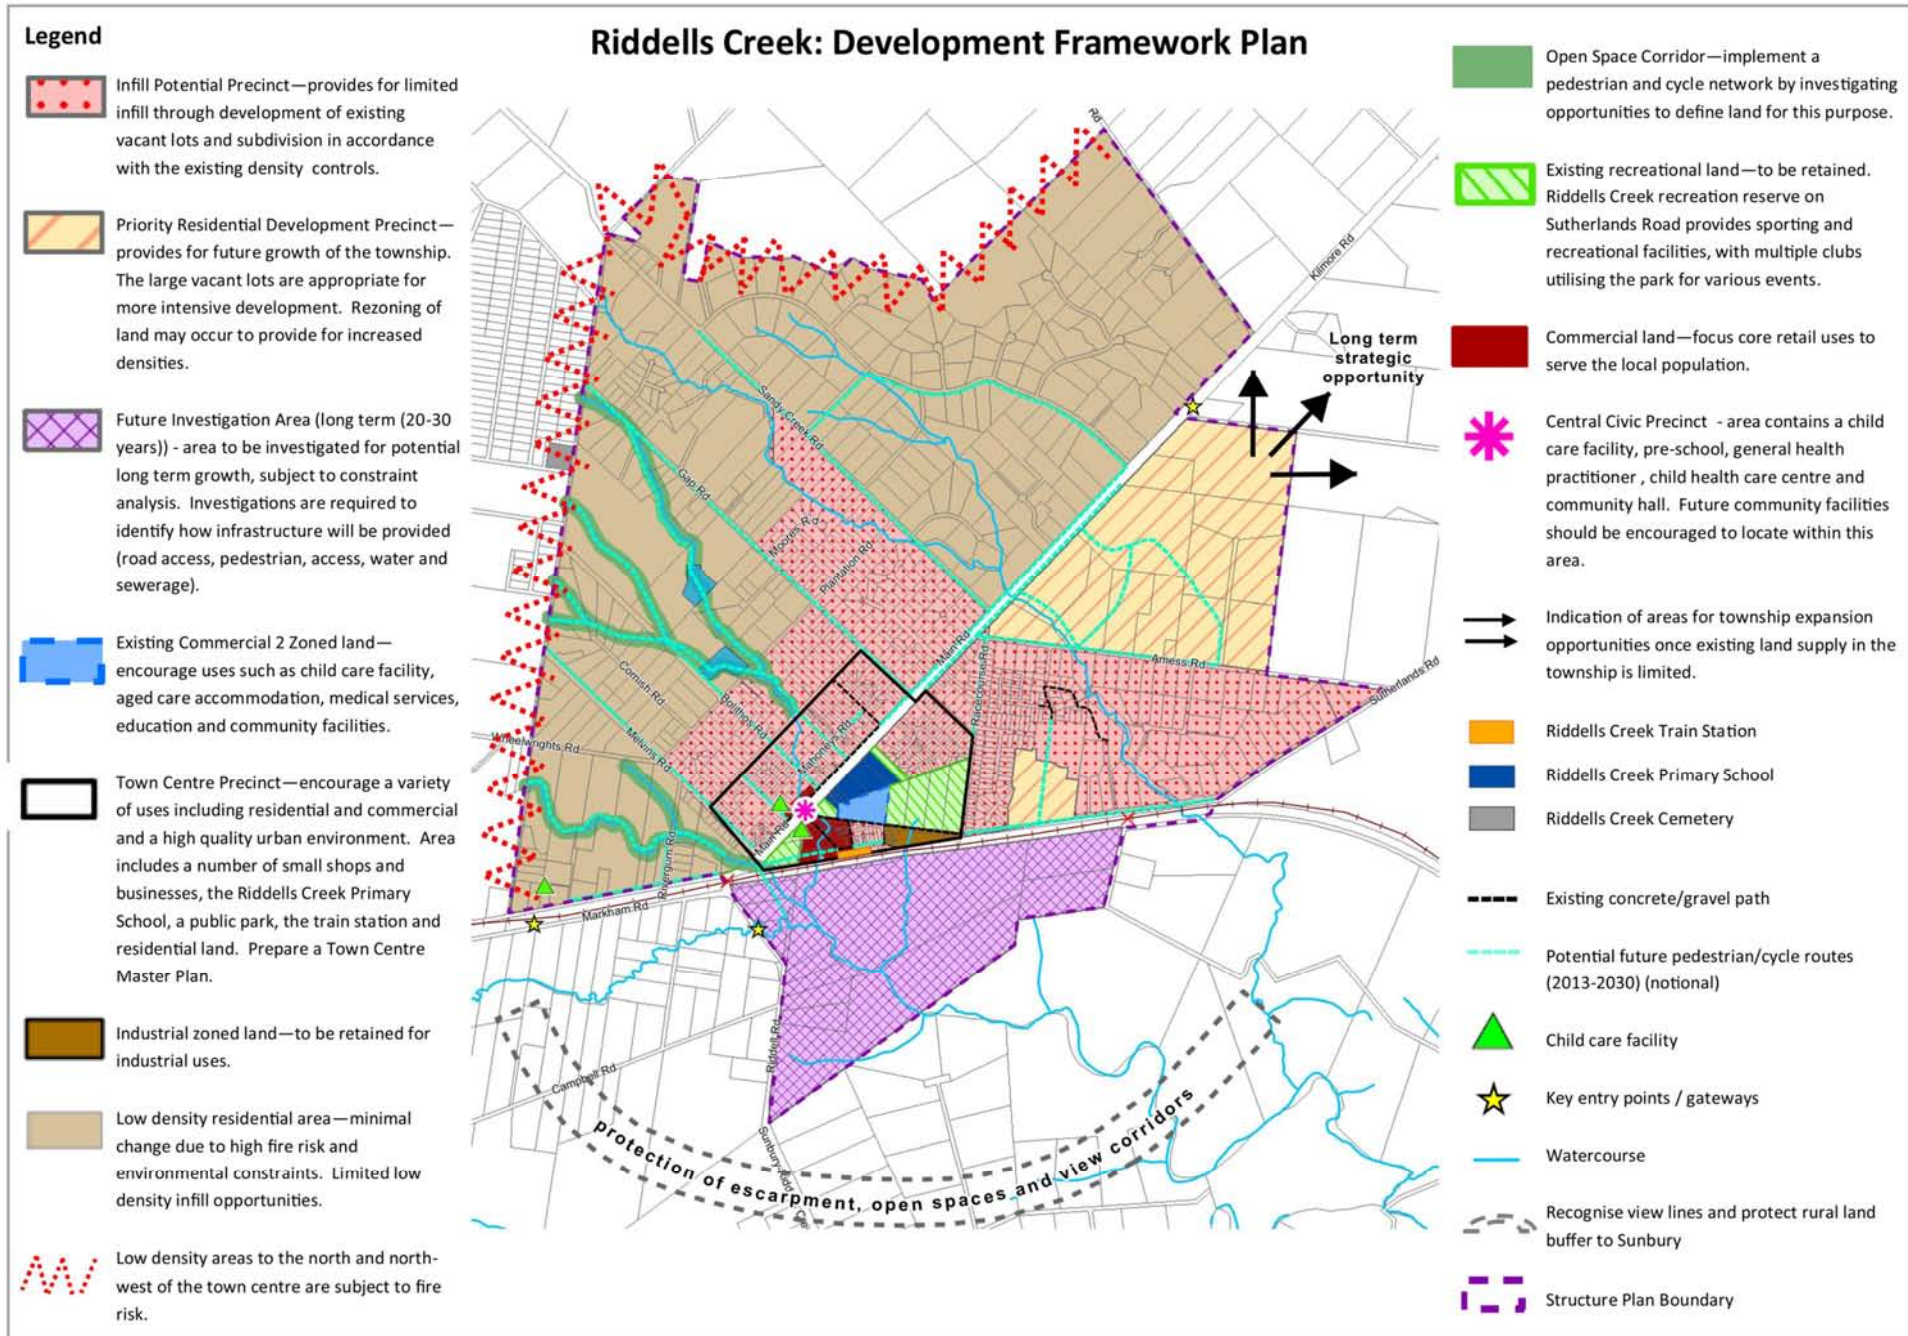 Riddells Creek: Development Framework Plan
Legend
Infill Potential Precinct—provides for limited
infill through development of existing
vacant lots and subdivision in accordance
with the existing density controls.
Priority Residential Development Precinct—
provides for future growth of the township.
The large vacant lots are appropriate for
more intensive development. Rezoning of
land may occur to provide for increased
densities.
Future Investigation Area (long term (20-30
years)) - area to be investigated for potential
long term growth, subject to constraint
analysis. Investigations are required to
identify how infrastructure will be provided
(road access, pedestrian, access, water and
sewerage).
Existing Commercial 2 Zoned land—
encourage uses such as child care facility,
aged care accommodation, medical services,
education and community facilities.
Town Centre Precinct—encourage a variety
of uses including residential and commercial
and a high quality urban environment. Area
includes a number of small shops and
businesses, the Riddells Creek Primary
School, a public park, the train station and
residential land. Prepare a Town Centre
Master Plan.
Industrial zoned land—to be retained for
industrial uses.
Low density residential area—minimal
change due to high fire risk and
environmental constraints. Limited low
density infill opportunities.
Low density areas to the north and north-
west of the town centre are subject to fire
risk.
Rd
Kilmore Rd
Long term
strategic
opportunity
Sandy Creek Rd
Gap Rd
Moores Rd
Plantation Rd
Main Rd
Racecourse Rd
Amess Rd
Sutherlands Rd
Cornish Rd
Bolithos Rd
Mahoneys Rd
Melvins Rd
Wheelwrights Rd
Main Rd
Rivergum Rd
Markham Rd
Riddell Rd
Campbell Rd
protection of escarpment, open spaces and view corridors
Open Space Corridor—implement a
pedestrian and cycle network by investigating
opportunities to define land for this purpose.
Existing recreational land—to be retained.
Riddells Creek recreation reserve on
Sutherlands Road provides sporting and
recreational facilities, with multiple clubs
utilising the park for various events.
Commercial land—focus core retail uses to
serve the local population.
Central Civic Precinct - area contains a child
care facility, pre-school, general health
practitioner , child health care centre and
community hall. Future community facilities
should be encouraged to locate within this
area.
Indication of areas for township expansion
opportunities once existing land supply in the
township is limited.
Riddells Creek Train Station
Riddells Creek Primary School
Riddells Creek Cemetery
Existing concrete/gravel path
Potential future pedestrian/cycle routes
(2013-2030) (notional)
Child care facility
Key entry points / gateways
Watercourse
Recognise view lines and protect rural land
buffer to Sunbury
Structure Plan Boundary